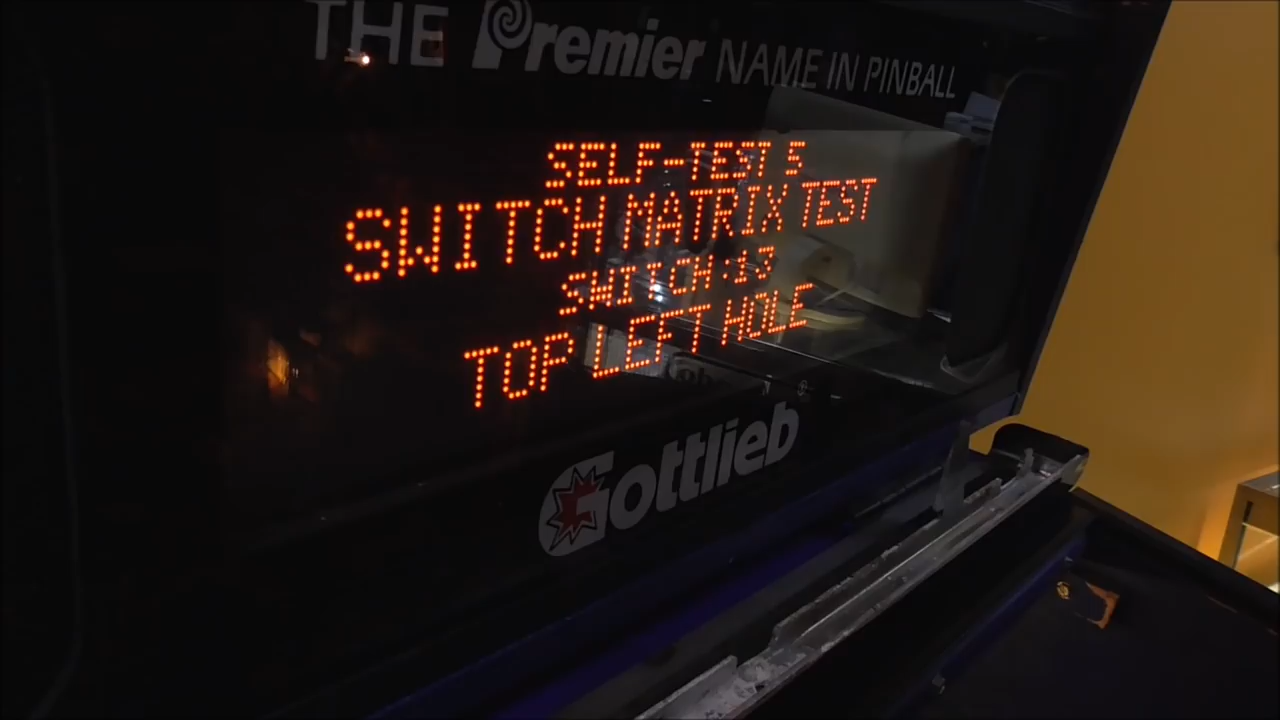 THE Premier NAME IN PINBALL
SELF-TEST 5
SWITCH MATRIX TEST
SWITCH:13
TOP LEFT HOLE
Gottlieb